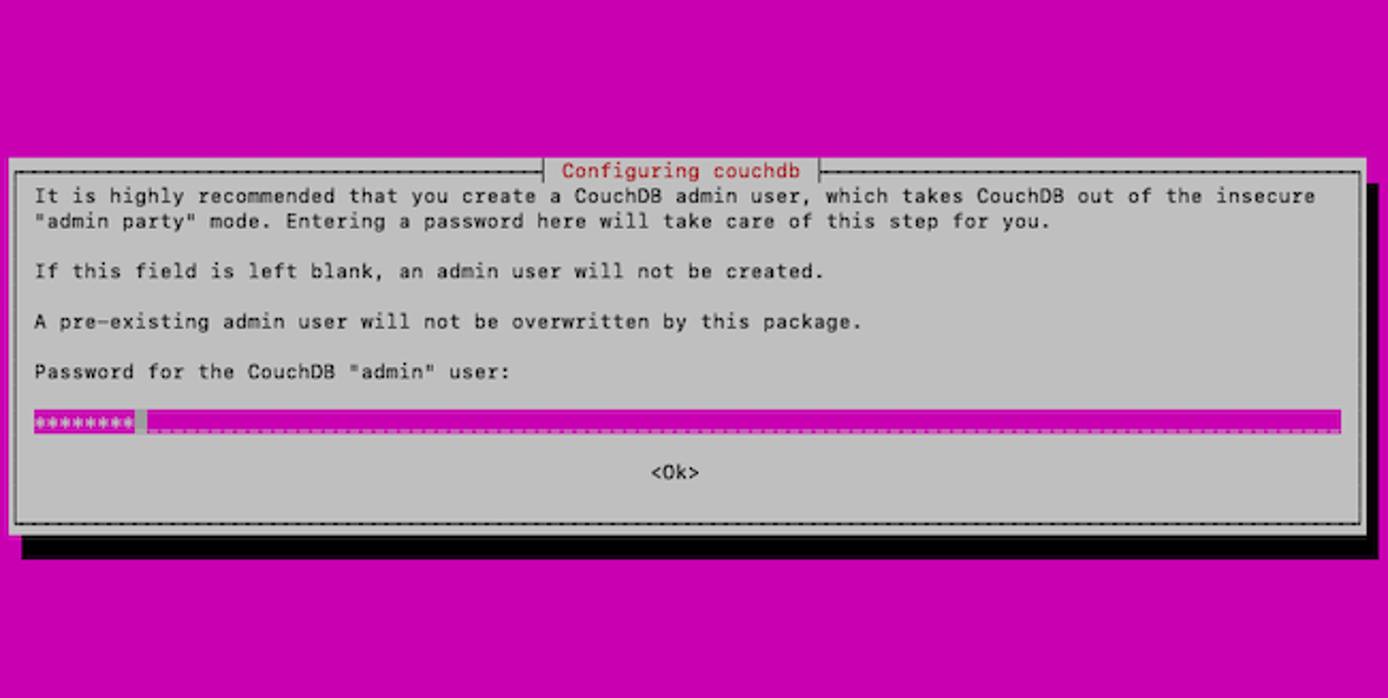 Configuring couchdb
It is highly recommended that you create a CouchDB admin user, which takes CouchDB out of the insecure
"admin party" mode. Entering a password here will take care of this step for you.
If this field is left blank, an admin user will not be created.
A pre-existing admin user will not be overwritten by this package.
Password for the CouchDB "admin" user:
********
<Ok>